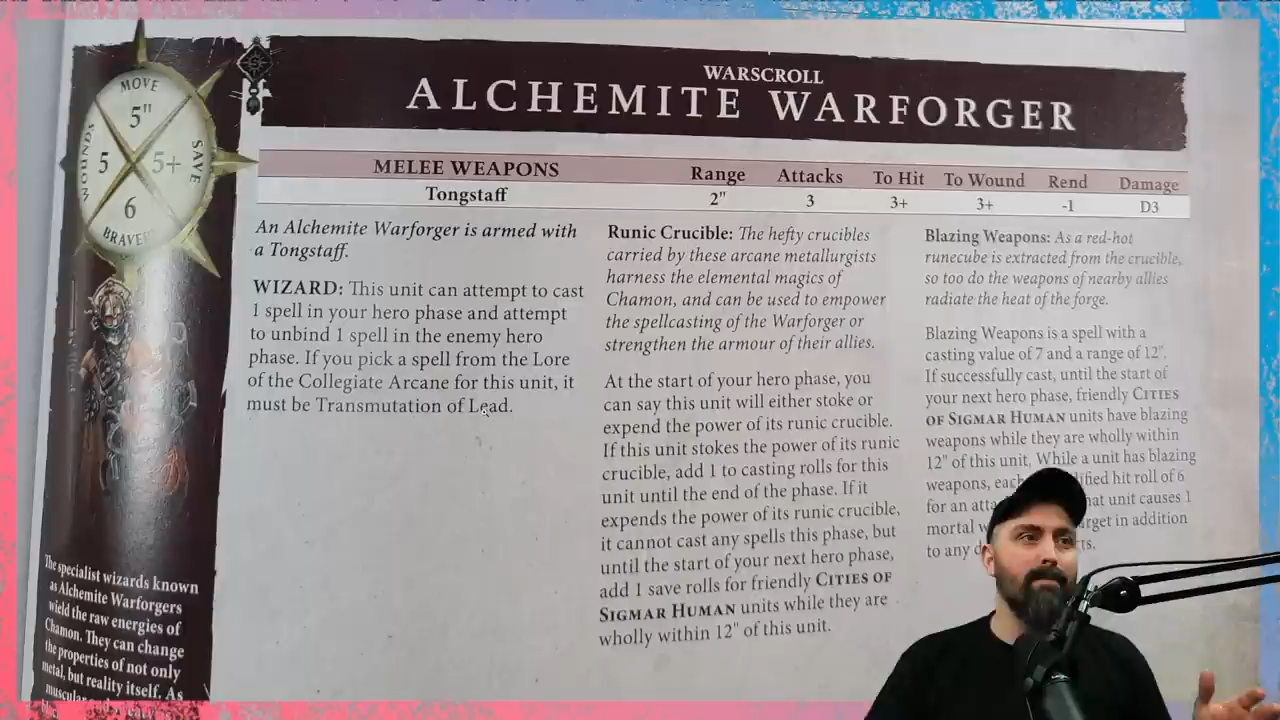 MOVE
5"
WOUNDS
5
5+
SAVE
6
WARSCROLL
ALCHEMITE WARFORGER
MELEE WEAPONS Range Attacks To Hit To Wound Rend Damage
Tongstaff 2" 3 3+ 3+ -1 D3
An Alchemite Warforger is armed with
a Tongstaff.
WIZARD: This unit can attempt to cast
1 spell in your hero phase and attempt
to unbind 1 spell in the enemy hero
phase. If you pick a spell from the Lore
of the Collegiate Arcane for this unit, it
must be Transmutation of Lead.
Runic Crucible: The hefty crucibles
carried by these arcane metallurgists
harness the elemental magics of
Chamon, and can be used to empower
the spellcasting of the Warforger or
strengthen the armour of their allies.
At the start of your hero phase, you
can say this unit will either stoke or
expend the power of its runic crucible.
If this unit stokes the power of its runic
crucible, add 1 to casting rolls for this
unit until the end of the phase. If it
expends the power of its runic crucible,
it cannot cast any spells this phase, but
until the start of your next hero phase,
add 1 save rolls for friendly CITIES OF
SIGMAR HUMAN units while they are
wholly within 12" of this unit.
Blazing Weapons: As a red-hot
runecube is extracted from the crucible,
so too do the weapons of nearby allies
radiate the heat of the forge.
Blazing Weapons is a spell with a
casting value of 7 and a range of 12".
If successfully cast, until the start of
your next hero phase, friendly CITIES
OF SIGMAR HUMAN units have blazing
weapons while they are wholly within
12" of this unit. While a unit has blazing
weapons, hit roll of 6
for an unit causes 1
mortal in addition
to any
The specialist wizards known
as Alchemite Warforgers
wield the raw energies of
Chamon. They can change
the properties of not only
metal, but reality itself. As